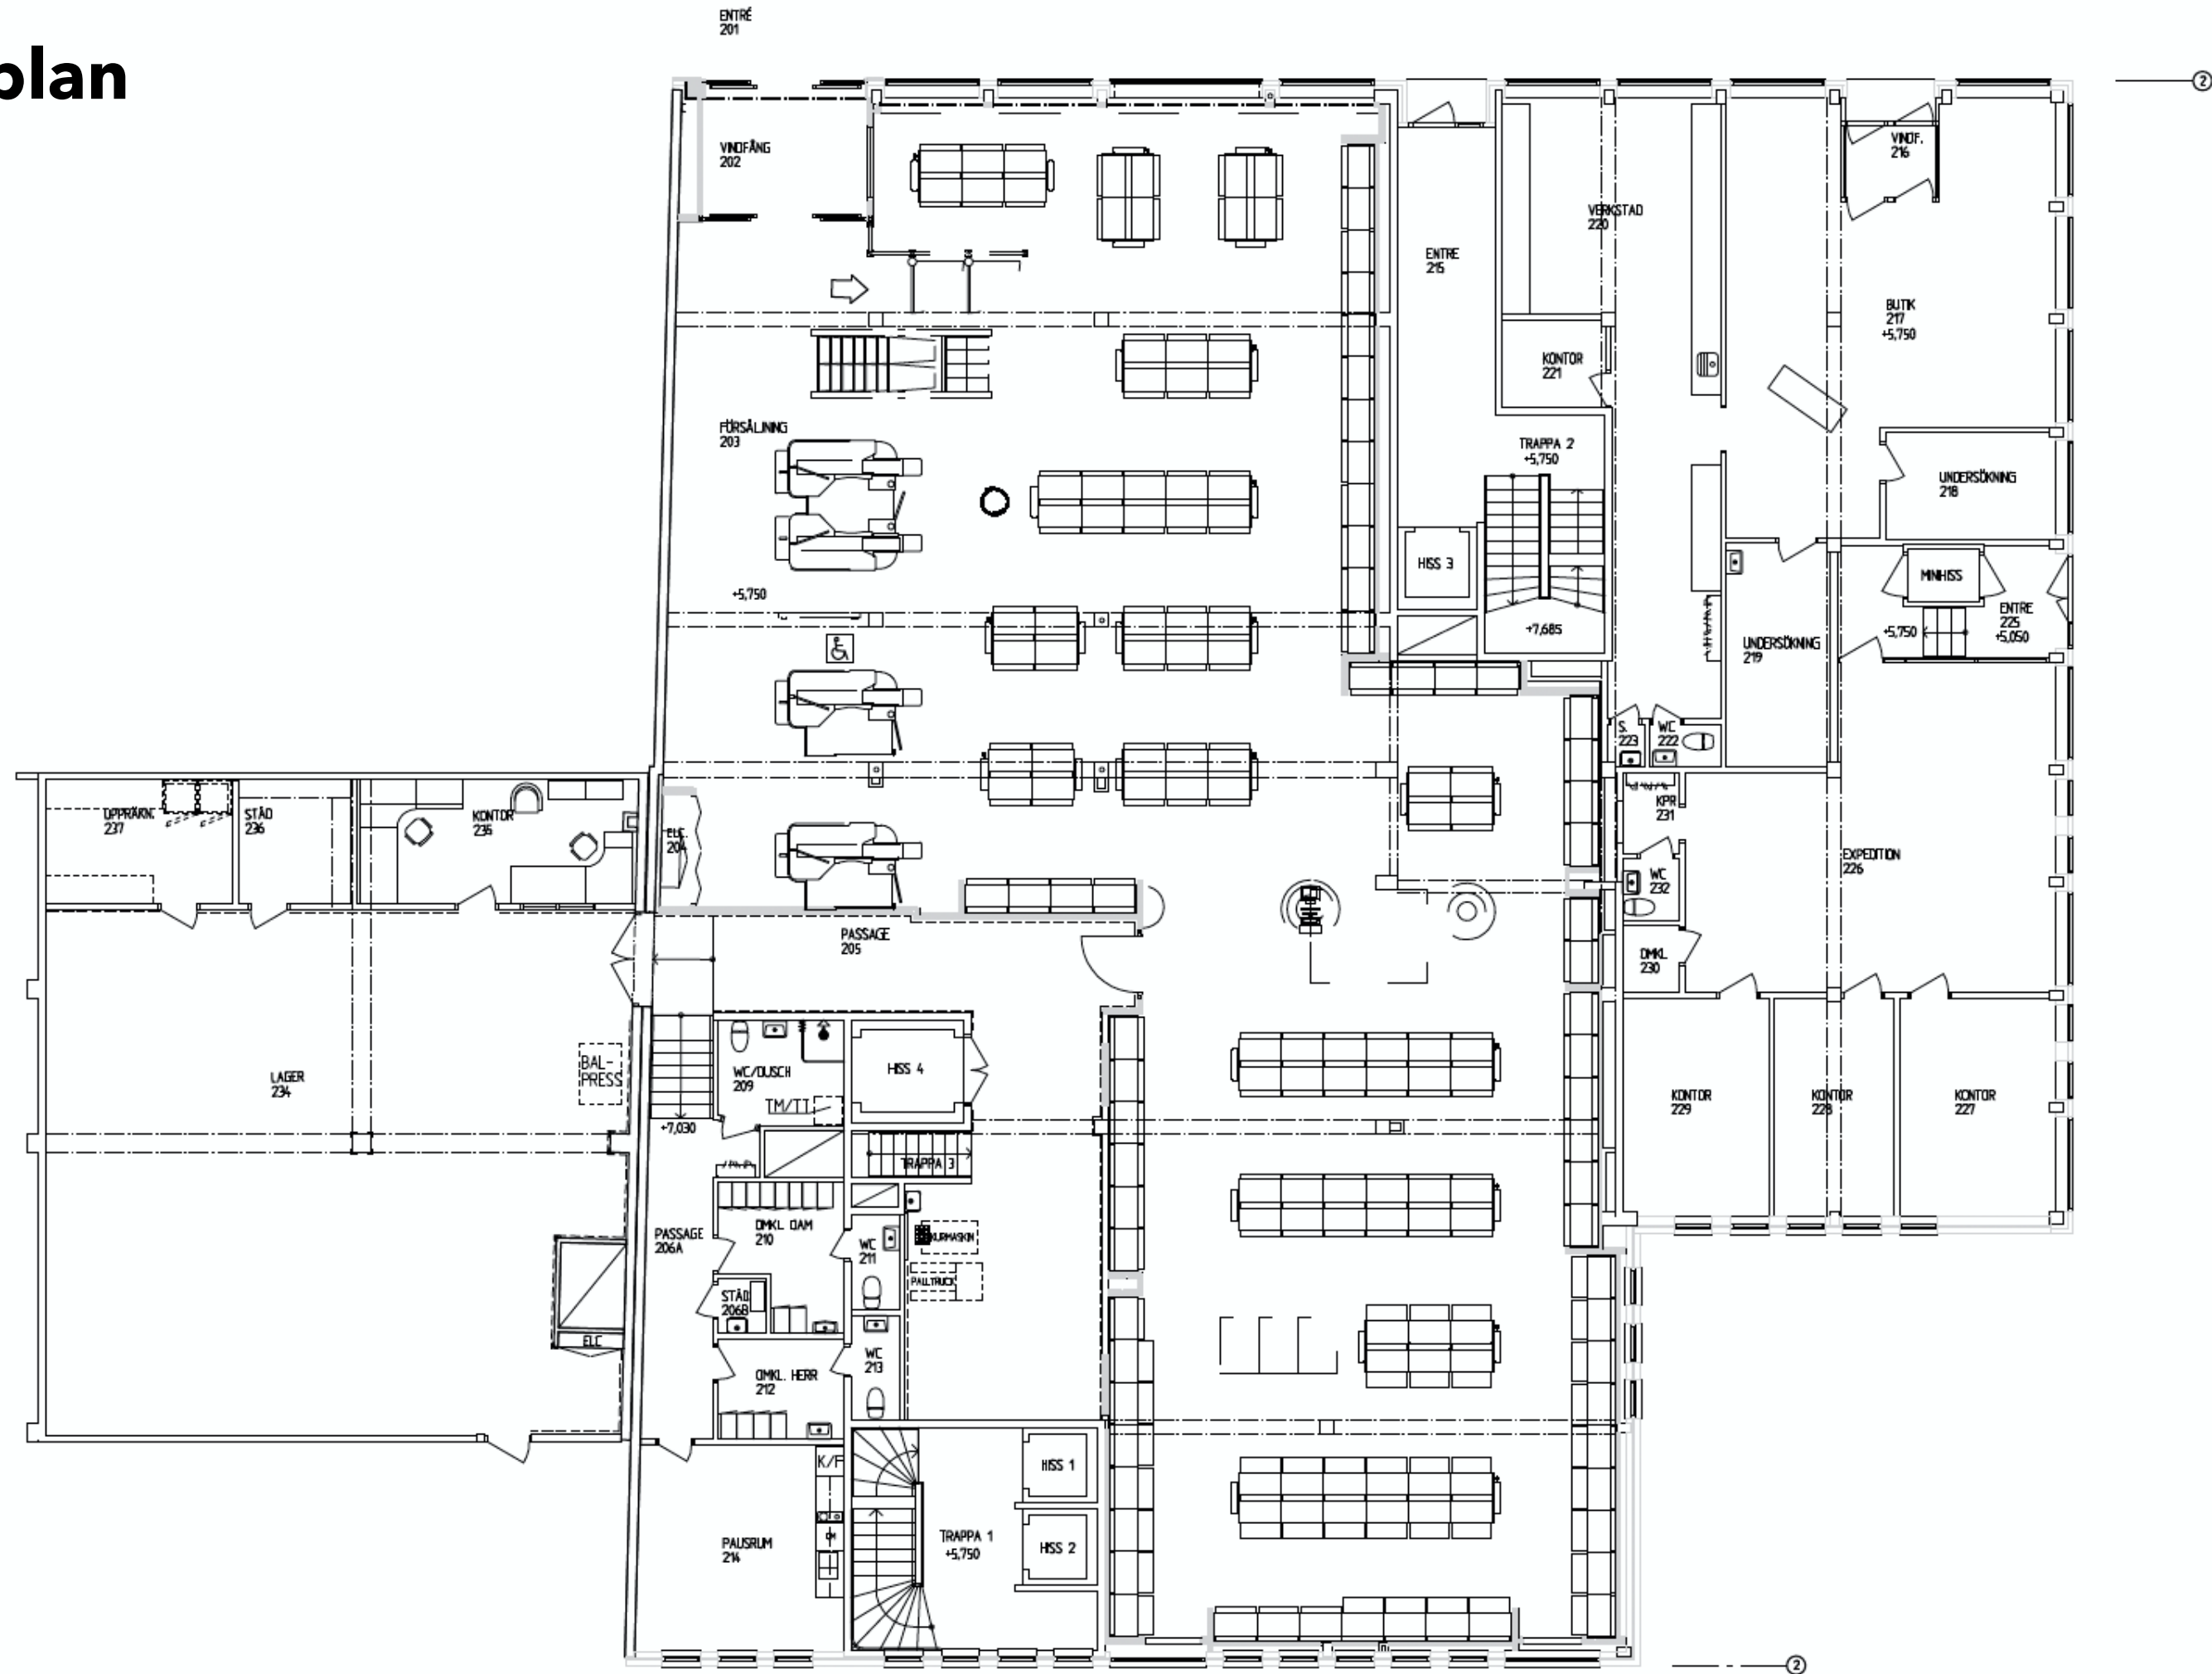 ENTRÉ
201
plan
2
VINDFÅNG
202
VINDF.
216
VERKSTAD
220
ENTRE
215
BUTIK
217
+5,750
KONTOR
221
FÖRSÄLJNING
203
TRAPPA 2
+5,750
UNDERSÖKNING
218
HISS 3
MINIHISS
+5,750
ENTRE
225
+5,050
+5,750
+7,685
UNDERSÖKNING
219
S.
223
WC
222
UPPRÄKN.
237
STÄD
236
KONTOR
235
ELC.
204
KPR
231
EXPEDITION
226
WC
232
PASSAGE
205
OMKL
230
LAGER
234
BAL-
PRESS
WC/DUSCH
209
TM/TT
HISS 4
+7,030
TRAPPA 3
KONTOR
229
KONTOR
228
KONTOR
227
PASSAGE
206A
OMKL DAM
210
WC
211
KURMASKIN
PALLTRUCK
STÄD
206B
ELC
OMKL. HERR
212
WC
213
K/F
DM
HISS 1
PAUSRUM
214
TRAPPA 1
+5,750
HISS 2
2